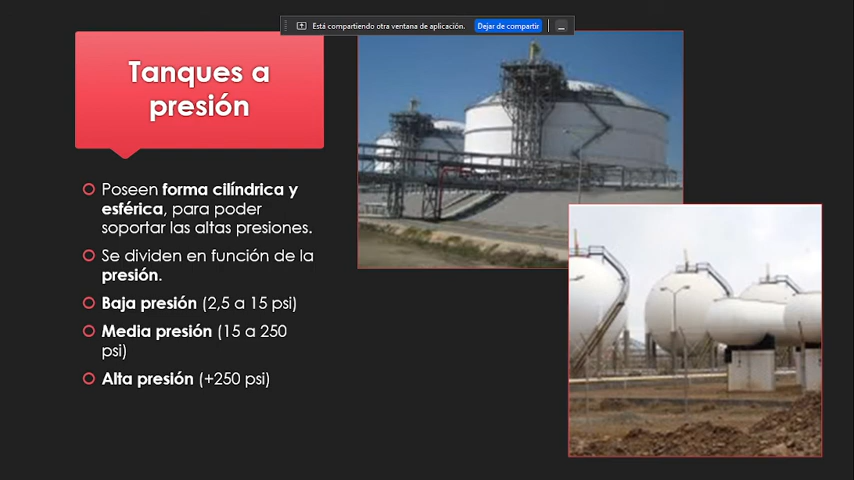 Está compartiendo otra ventana de aplicación.
Dejar de compartir
Tanques a
presión
Poseen forma cilíndrica y
esférica, para poder
soportar las altas presiones.
Se dividen en función de la
presión.
Baja presión (2,5 a 15 psi)
Media presión (15 a 250
psi)
Alta presión (+250 psi)